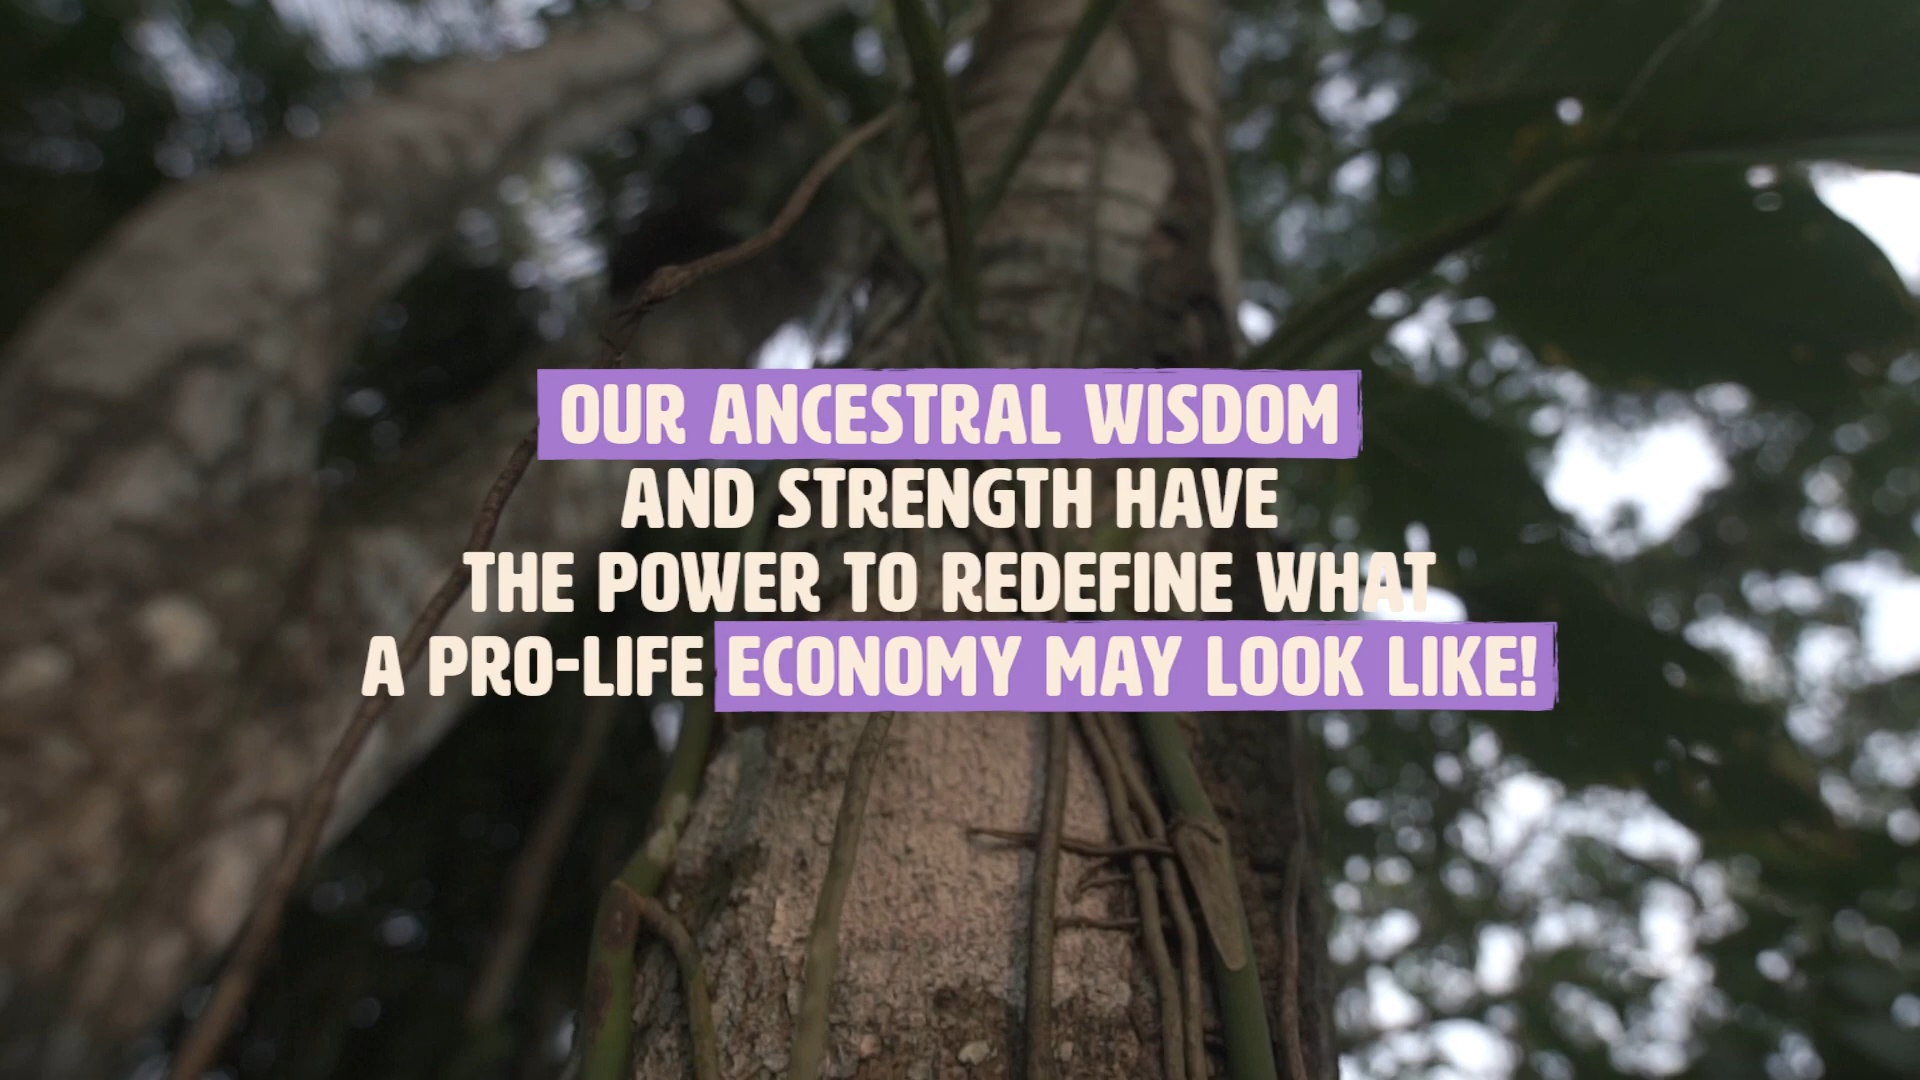 OUR ANCESTRAL WISDOM
AND STRENGTH HAVE
THE POWER TO REDEFINE WHAT
A PRO-LIFE ECONOMY MAY LOOK LIKE!